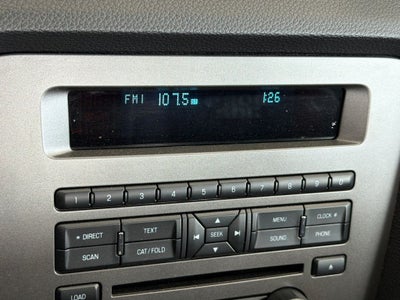 FM1 107.5 1:26
1 2 3 4 5 6 7 8 9 0
DIRECT TEXT MENU CLOCK
SEEK
SCAN CAT/FOLD SOUND PHONE
LOAD